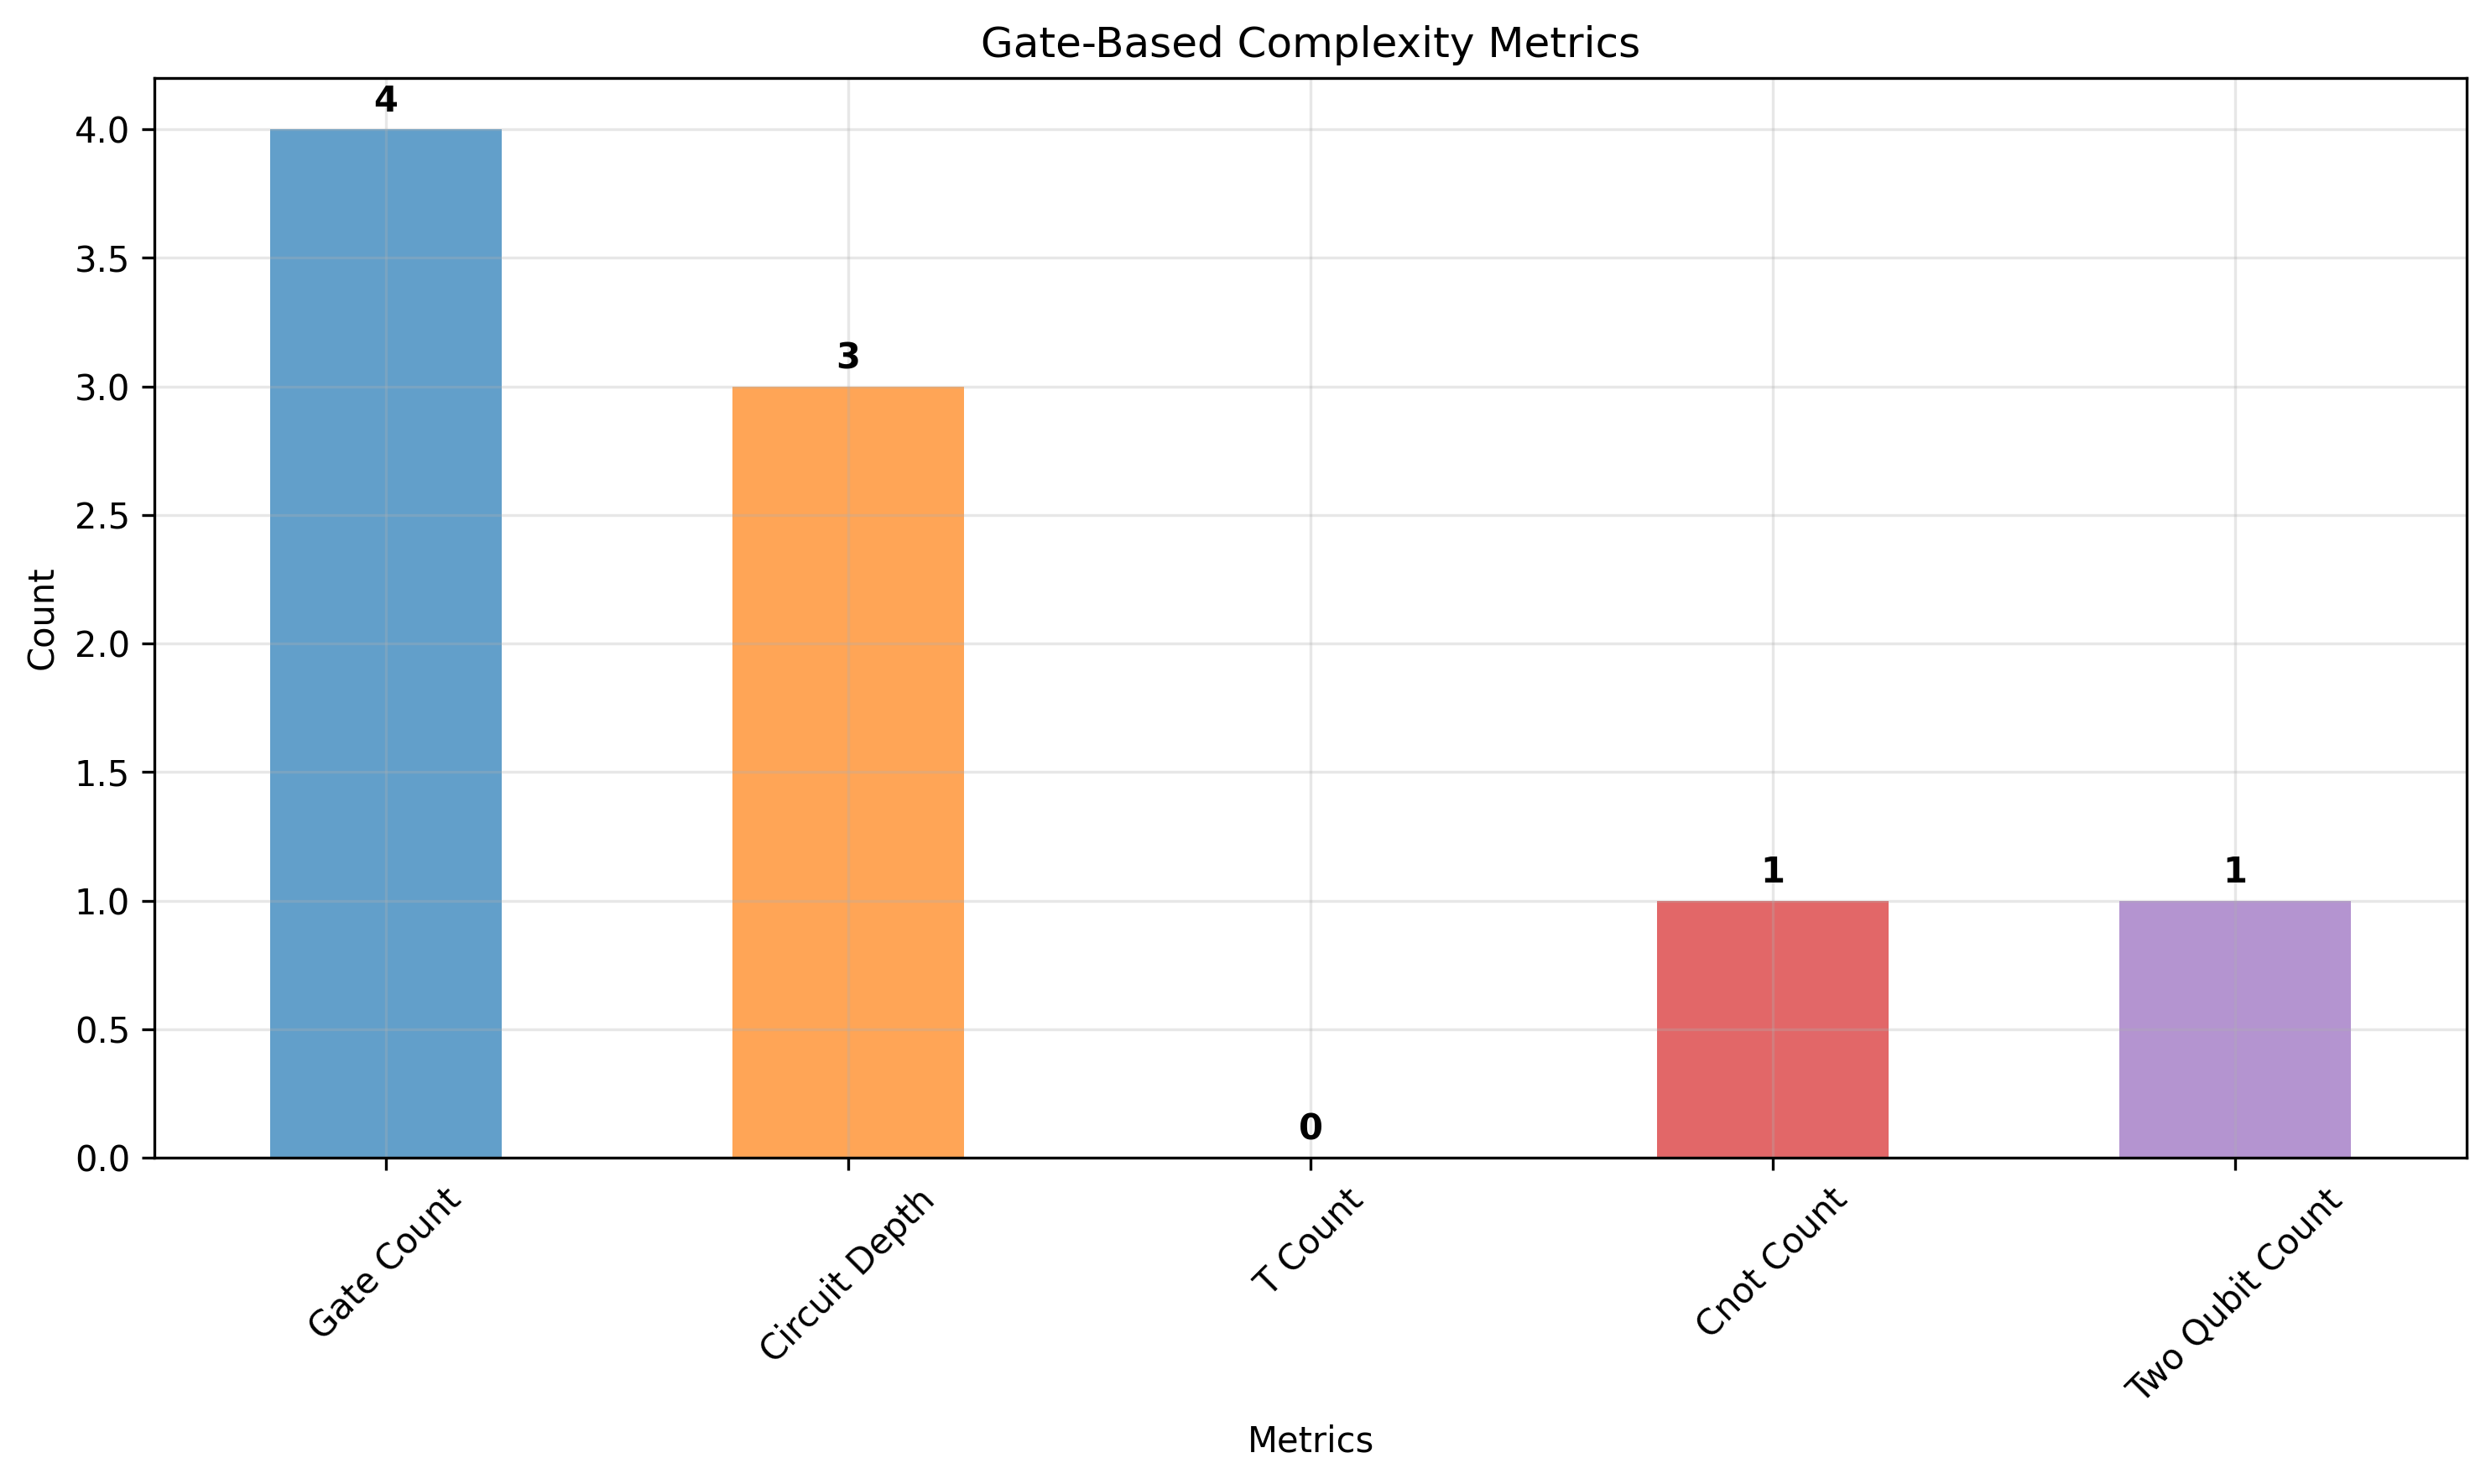 Gate-Based Complexity Metrics
4
4.0
3.5
3
3.0
2.5
Count
2.0
1.5
1
1
1.0
0.5
0
0.0
Gate Count
Circuit Depth
T Count
Cnot Count
Two Qubit Count
Metrics